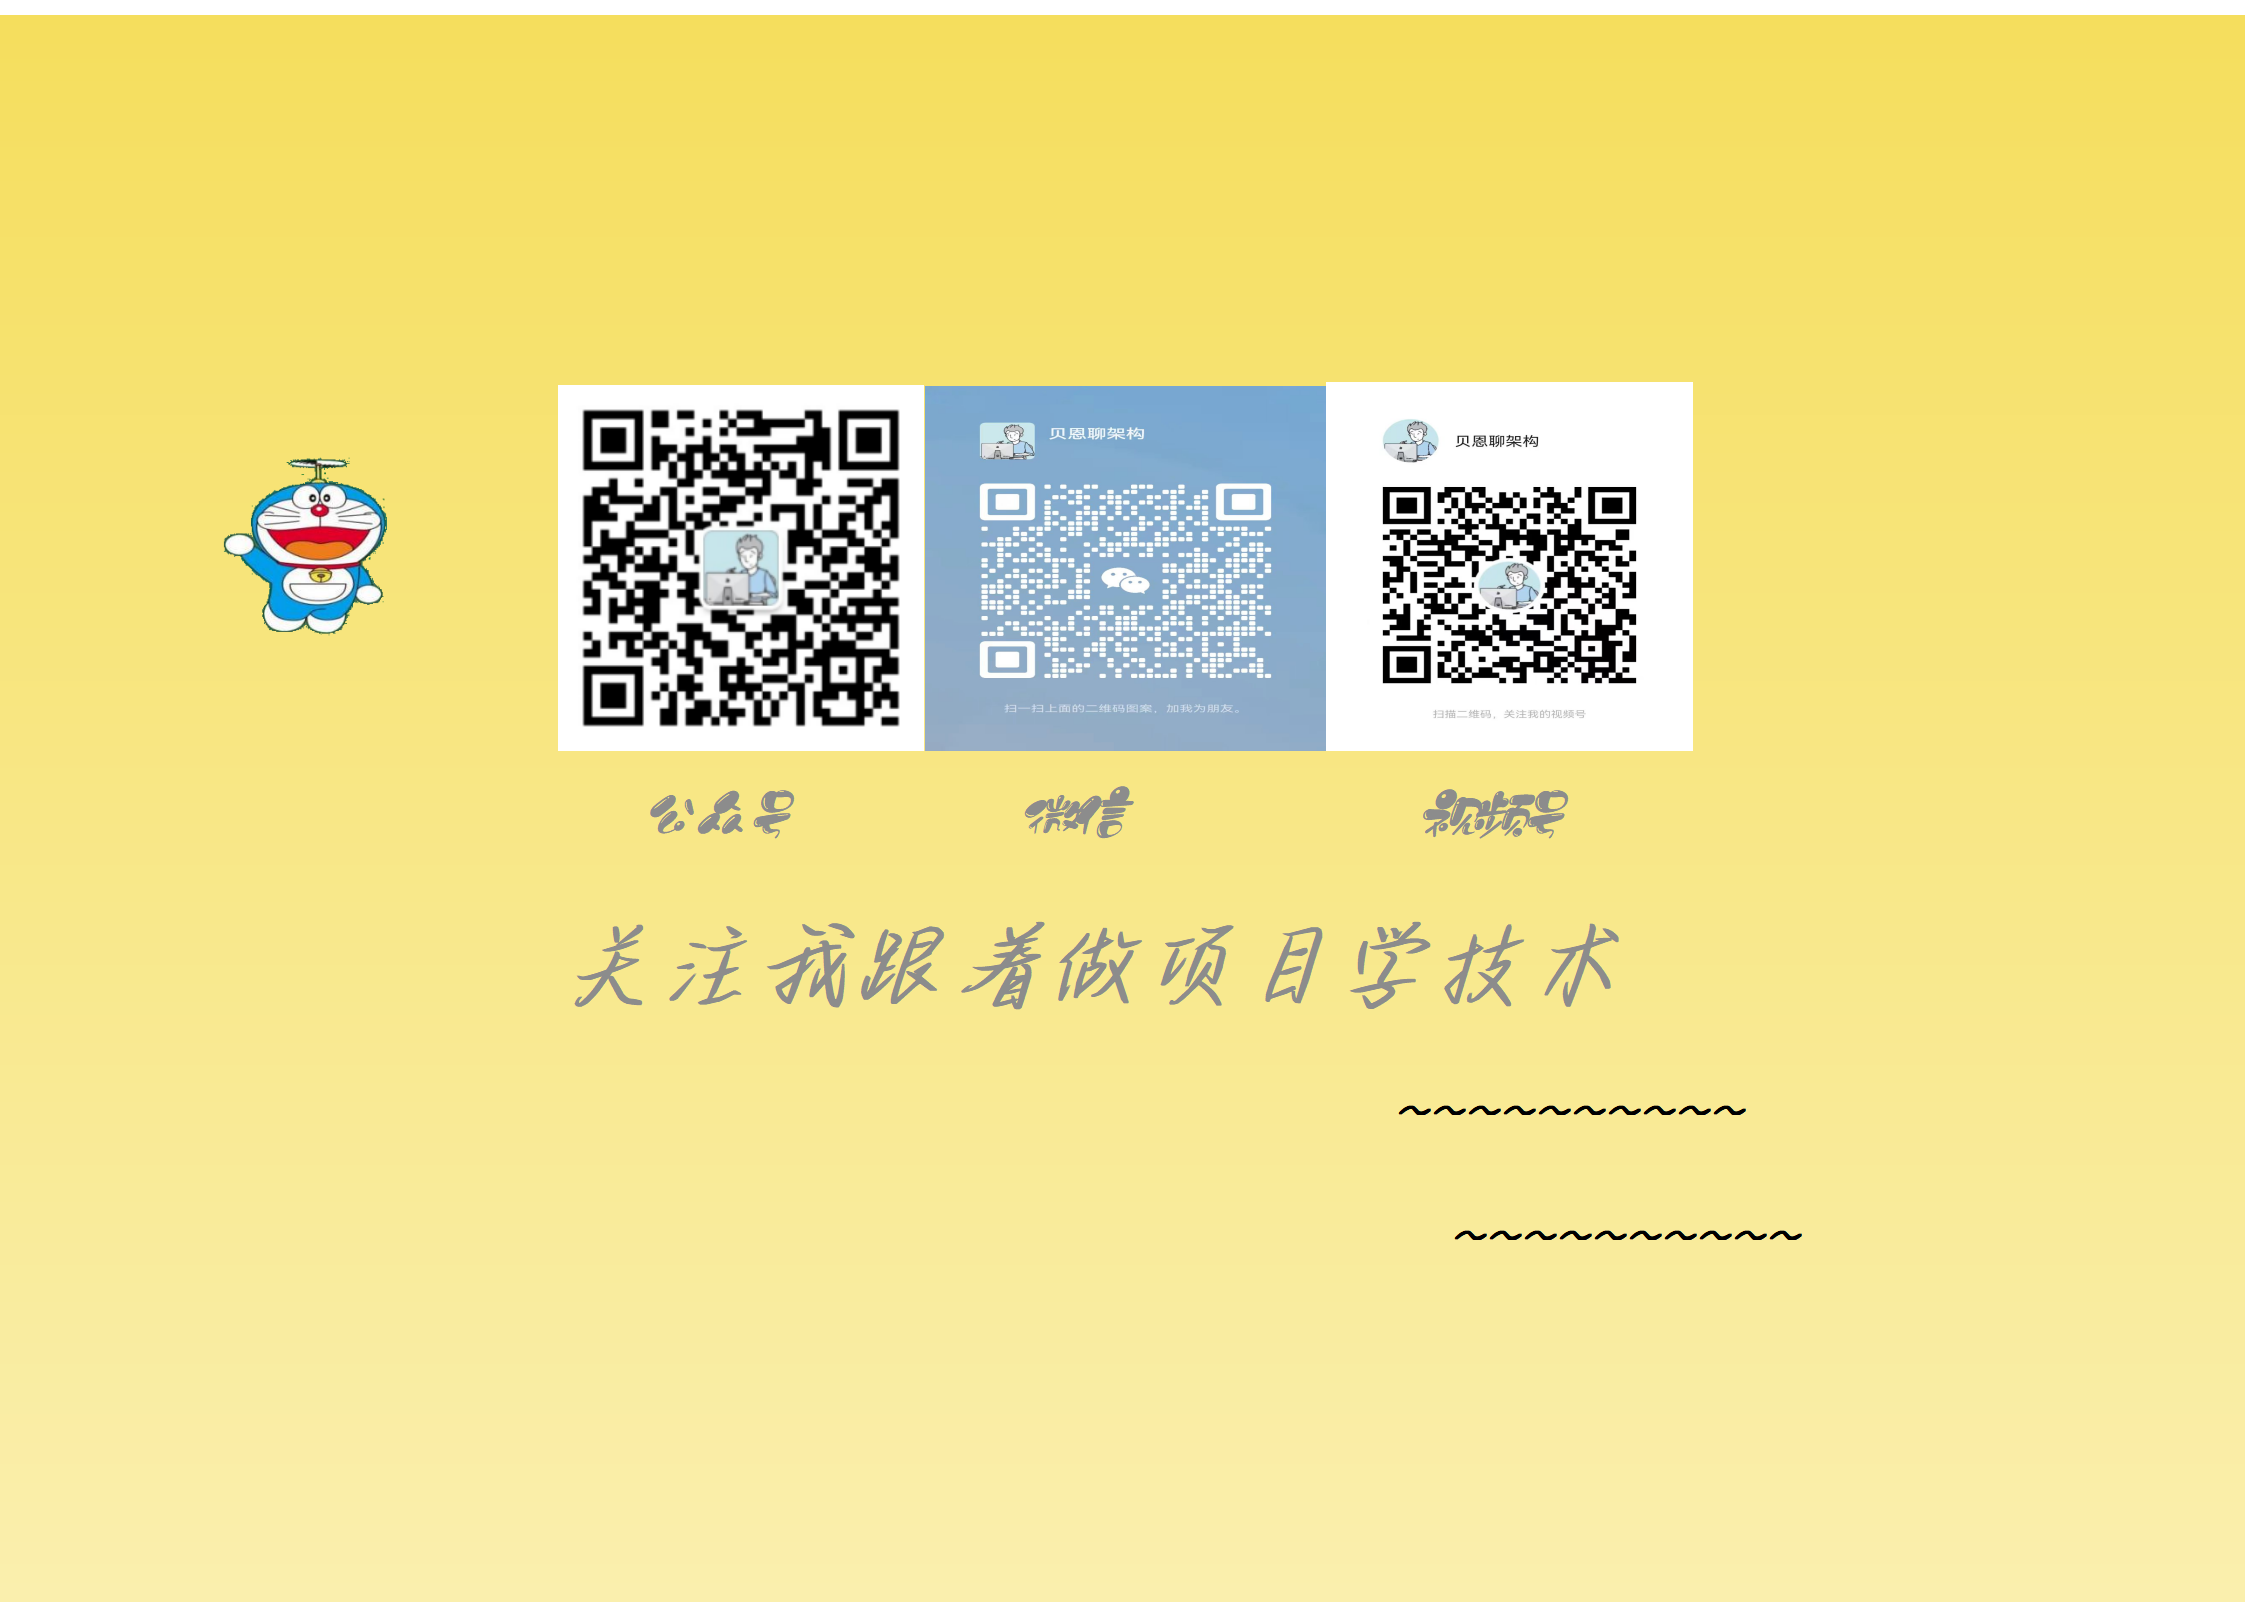 贝恩聊架构
贝恩聊架构
扫一扫上面的二维码图案，加我为朋友。
扫描二维码，关注我的视频号
公众号
微信
视频号
关注我跟着做项目学技术
～～～～～～～～～～
～～～～～～～～～～